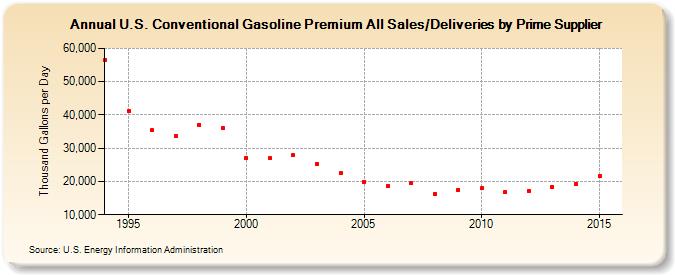 Annual U.S. Conventional Gasoline Premium All Sales/Deliveries by Prime Supplier
Thousand Gallons per Day
60,000
50,000
40,000
30,000
20,000
10,000
1995 2000 2005 2010 2015
Source: U.S. Energy Information Administration